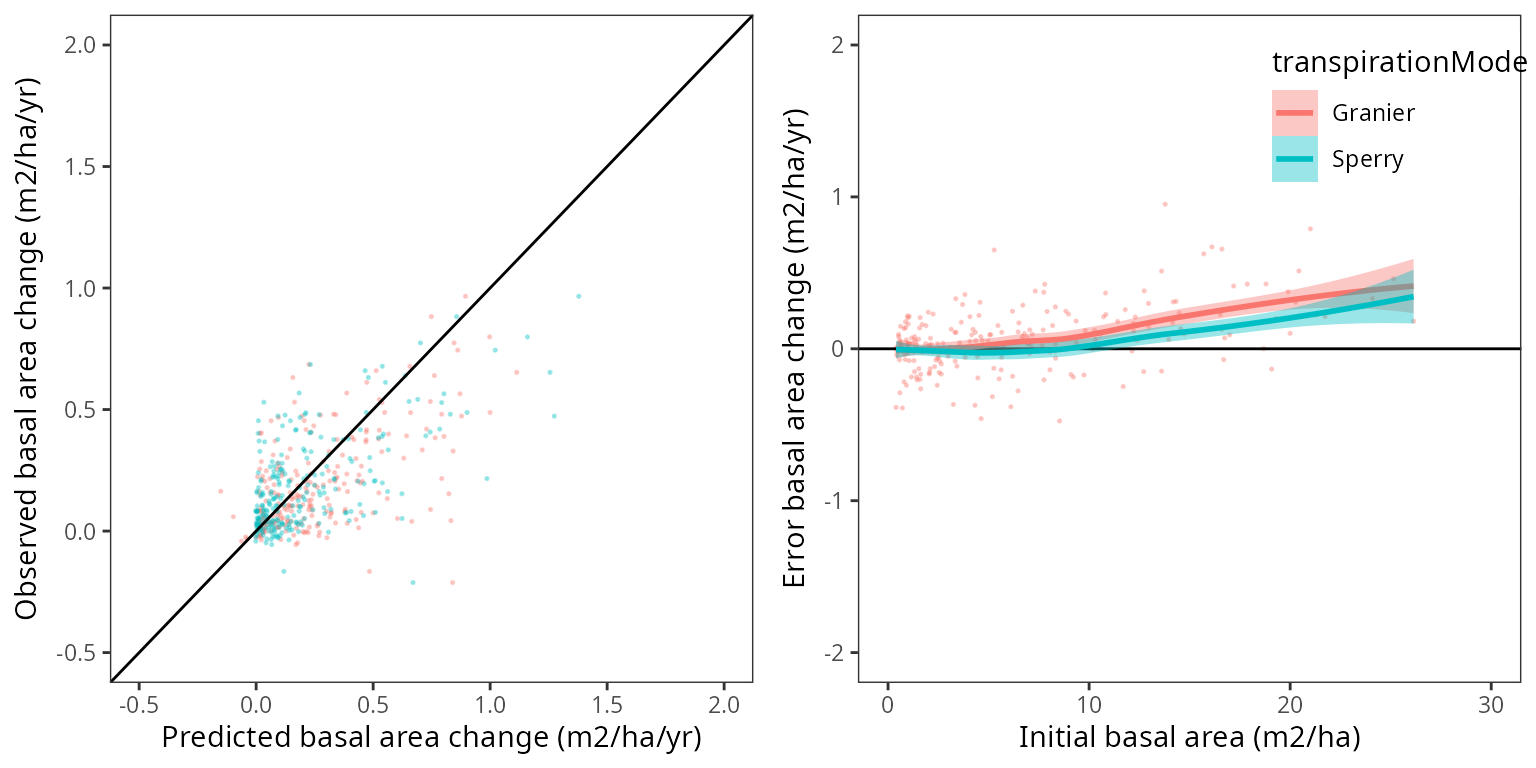 2.0
1.5
1.0
0.5
0.0
-0.5
Observed basal area change (m2/ha/yr)
-0.5 0.0 0.5 1.0 1.5 2.0
Predicted basal area change (m2/ha/yr)
2
1
0
-1
-2
Error basal area change (m2/ha/yr)
0 10 20 30
Initial basal area (m2/ha)
transpirationMode
Granier
Sperry